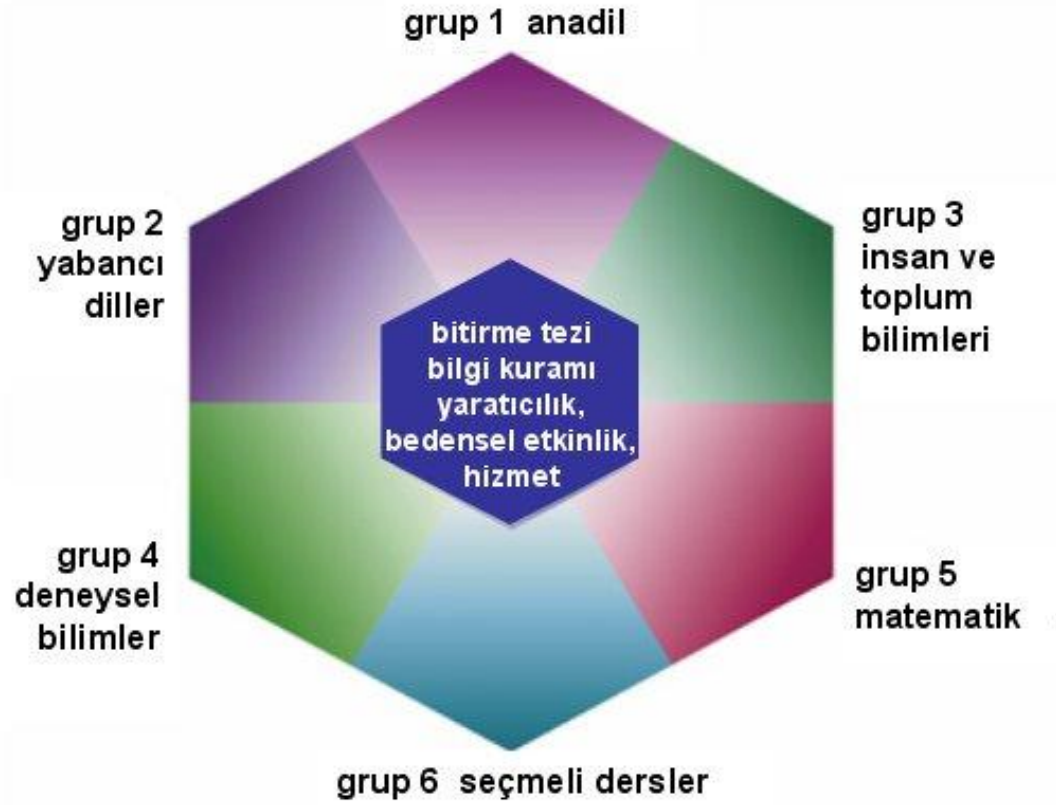 grup 1 anadil
grup 2
yabancı
diller
grup 3
insan ve
toplum
bilimleri
bitirme tezi
bilgi kuramı
yaratıcılık,
bedensel etkinlik,
hizmet
grup 4
deneysel
bilimler
grup 5
matematik
grup 6 seçmeli dersler